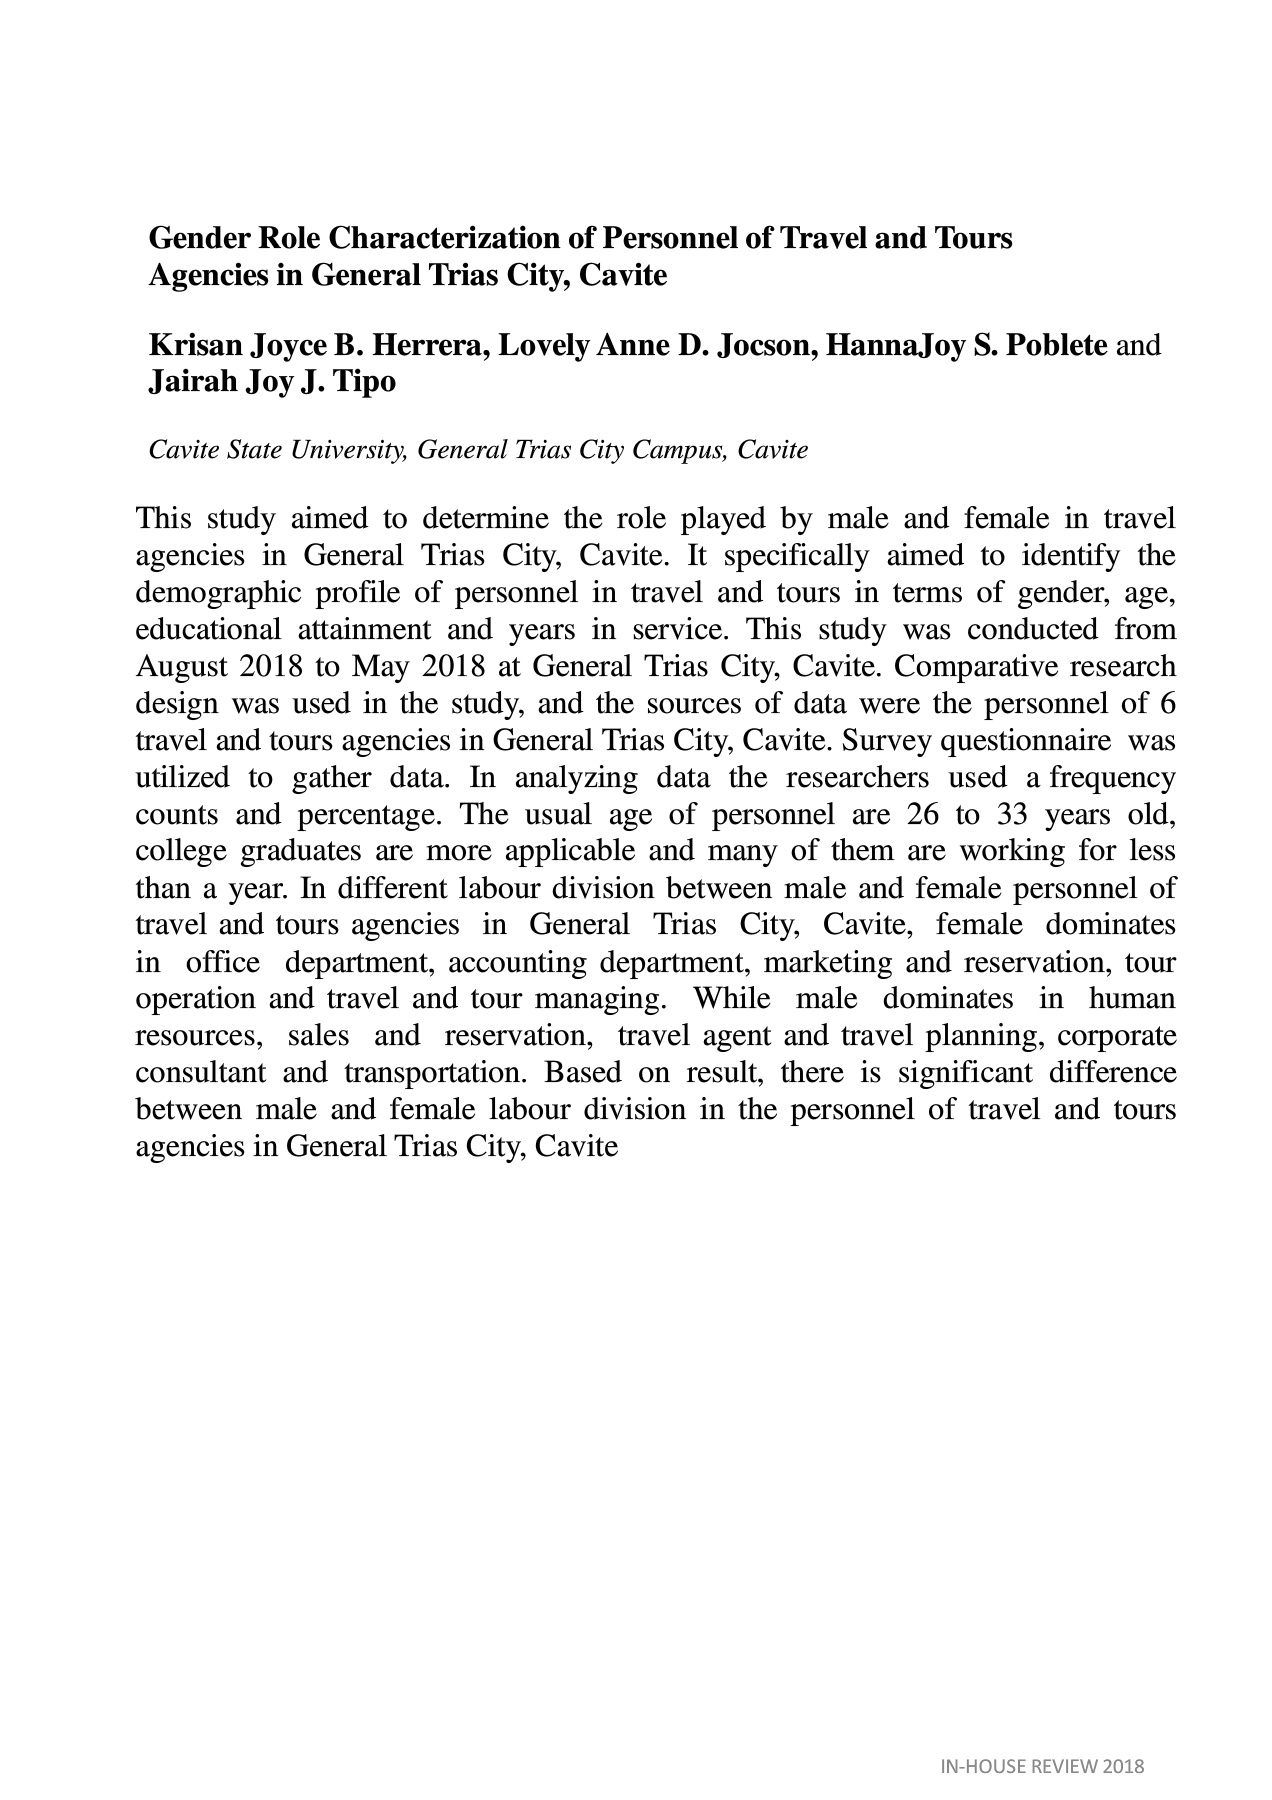 Gender Role Characterization of Personnel of Travel and Tours
Agencies in General Trias City, Cavite
Krisan Joyce B. Herrera, Lovely Anne D. Jocson, HannaJoy S. Poblete and
Jairah Joy J. Tipo
Cavite State University, General Trias City Campus, Cavite
This study aimed to determine the role played by male and female in travel
agencies in General Trias City, Cavite. It specifically aimed to identify the
demographic profile of personnel in travel and tours in terms of gender, age,
educational attainment and years in service. This study was conducted from
August 2018 to May 2018 at General Trias City, Cavite. Comparative research
design was used in the study, and the sources of data were the personnel of 6
travel and tours agencies in General Trias City, Cavite. Survey questionnaire was
utilized to gather data. In analyzing data the researchers used a frequency
counts and percentage. The usual age of personnel are 26 to 33 years old,
college graduates are more applicable and many of them are working for less
than a year. In different labour division between male and female personnel of
travel and tours agencies in General Trias City, Cavite, female dominates
in office department, accounting department, marketing and reservation, tour
operation and travel and tour managing. While male dominates in human
resources, sales and reservation, travel agent and travel planning, corporate
consultant and transportation. Based on result, there is significant difference
between male and female labour division in the personnel of travel and tours
agencies in General Trias City, Cavite
IN-HOUSE REVIEW 2018